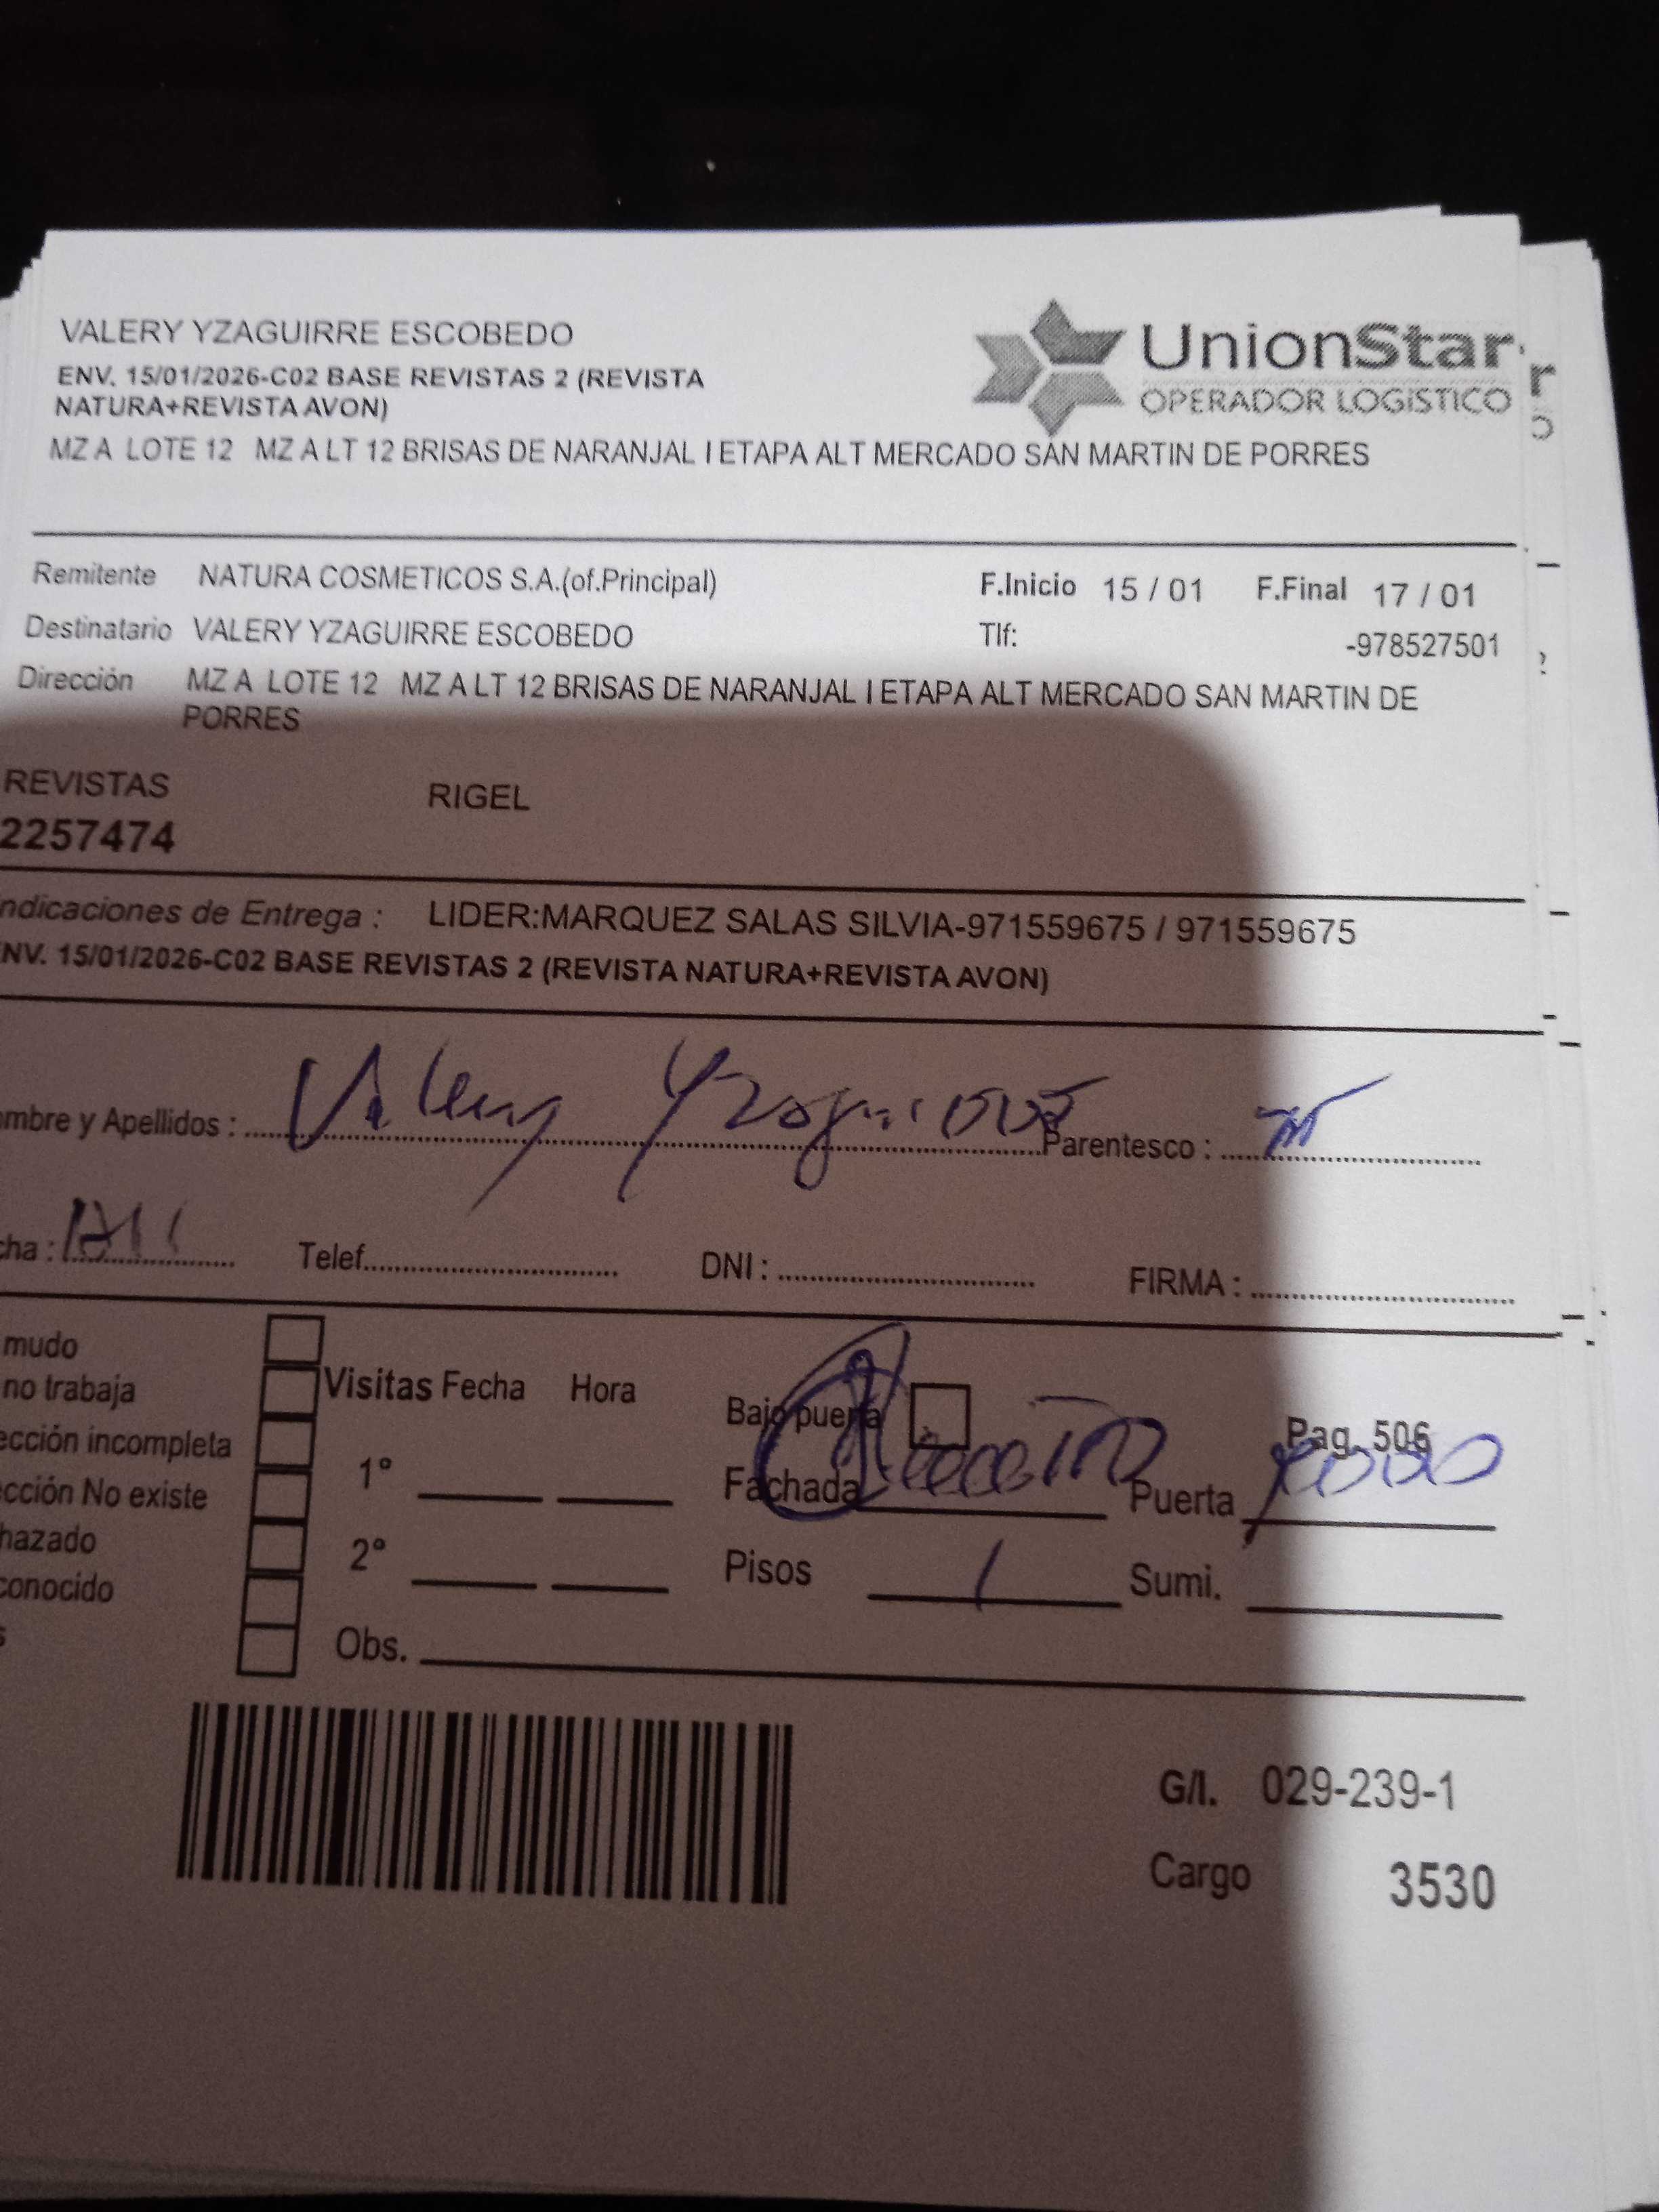 VALERY YZAGUIRRE ESCOBEDO
UnionStar
OPERADOR LOGíSTICO
ENV. 15/01/2026-C02 BASE REVISTAS 2 (REVISTA
NATURA+REVISTA AVON)
MZ A LOTE 12 MZ A LT 12 BRISAS DE NARANJAL I ETAPA ALT MERCADO SAN MARTIN DE PORRES
Remitente NATURA COSMETICOS S.A.(of.Principal) F.Inicio 15 / 01 F.Final 17 / 01
Destinatario VALERY YZAGUIRRE ESCOBEDO Tlf: -978527501
Dirección MZ A LOTE 12 MZ A LT 12 BRISAS DE NARANJAL I ETAPA ALT MERCADO SAN MARTIN DE
PORRES
REVISTAS RIGEL
2257474
ndicaciones de Entrega : LIDER:MARQUEZ SALAS SILVIA-971559675 / 971559675
NV. 15/01/2026-C02 BASE REVISTAS 2 (REVISTA NATURA+REVISTA AVON)
ombre y Apellidos : Valery Parentesco :
cha : Telef. DNI : FIRMA :
mudo
no trabaja Visitas Fecha Hora Bajo puerta Pag. 506
ección incompleta
cción No existe 1° Fachada Puerta
hazado 2° Pisos 1 Sumi.
conocido
s Obs.
G/I. 029-239-1
Cargo 3530